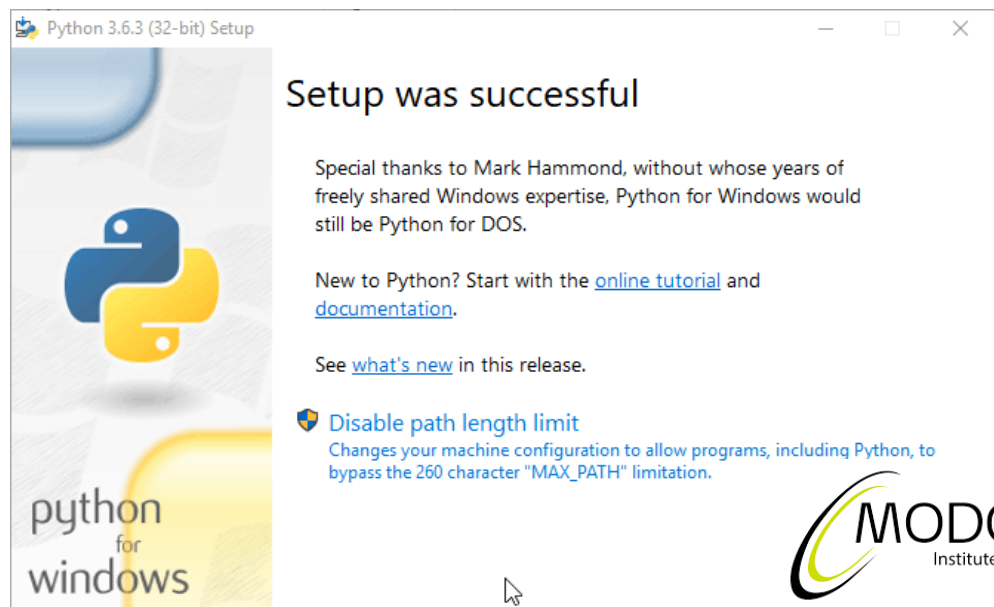 Python 3.6.3 (32-bit) Setup
Setup was successful
Special thanks to Mark Hammond, without whose years of
freely shared Windows expertise, Python for Windows would
still be Python for DOS.
New to Python? Start with the online tutorial and
documentation.
See what's new in this release.
Disable path length limit
Changes your machine configuration to allow programs, including Python, to
bypass the 260 character "MAX_PATH" limitation.
python
for
windows
Institute